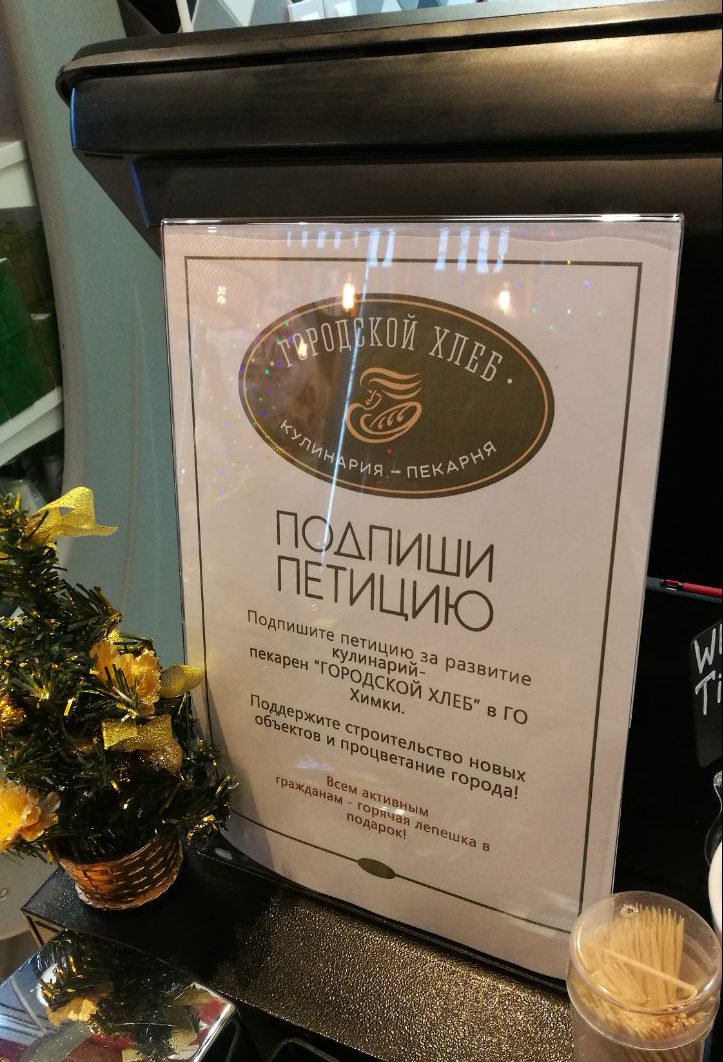 · ГОРОДСКОЙ ХЛЕБ ·
КУЛИНАРИЯ – ПЕКАРНЯ
ПОДПИШИ
ПЕТИЦИЮ
Подпишите петицию за развитие
кулинарий-
пекарен "ГОРОДСКОЙ ХЛЕБ" в ГО
Химки.
Поддержите строительство новых
объектов и процветание города!
Всем активным
гражданам - горячая лепешка в
подарок!